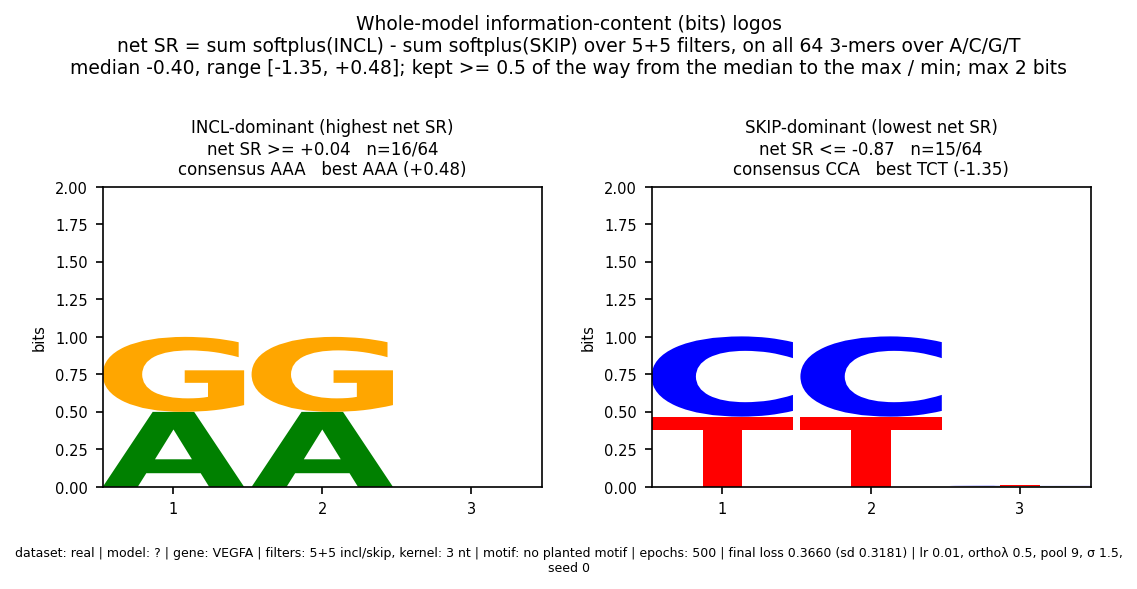 Whole-model information-content (bits) logos
net SR = sum softplus(INCL) - sum softplus(SKIP) over 5+5 filters, on all 64 3-mers over A/C/G/T
median -0.40, range [-1.35, +0.48]; kept >= 0.5 of the way from the median to the max / min; max 2 bits
INCL-dominant (highest net SR)
net SR >= +0.04   n=16/64
consensus AAA   best AAA (+0.48)
2.00
1.75
1.50
1.25
1.00
0.75
0.50
0.25
0.00
bits
G G
A A
1 2 3
SKIP-dominant (lowest net SR)
net SR <= -0.87   n=15/64
consensus CCA   best TCT (-1.35)
2.00
1.75
1.50
1.25
1.00
0.75
0.50
0.25
0.00
bits
C C
T T
1 2 3
dataset: real | model: ? | gene: VEGFA | filters: 5+5 incl/skip, kernel: 3 nt | motif: no planted motif | epochs: 500 | final loss 0.3660 (sd 0.3181) | lr 0.01, orthoλ 0.5, pool 9, σ 1.5,
seed 0